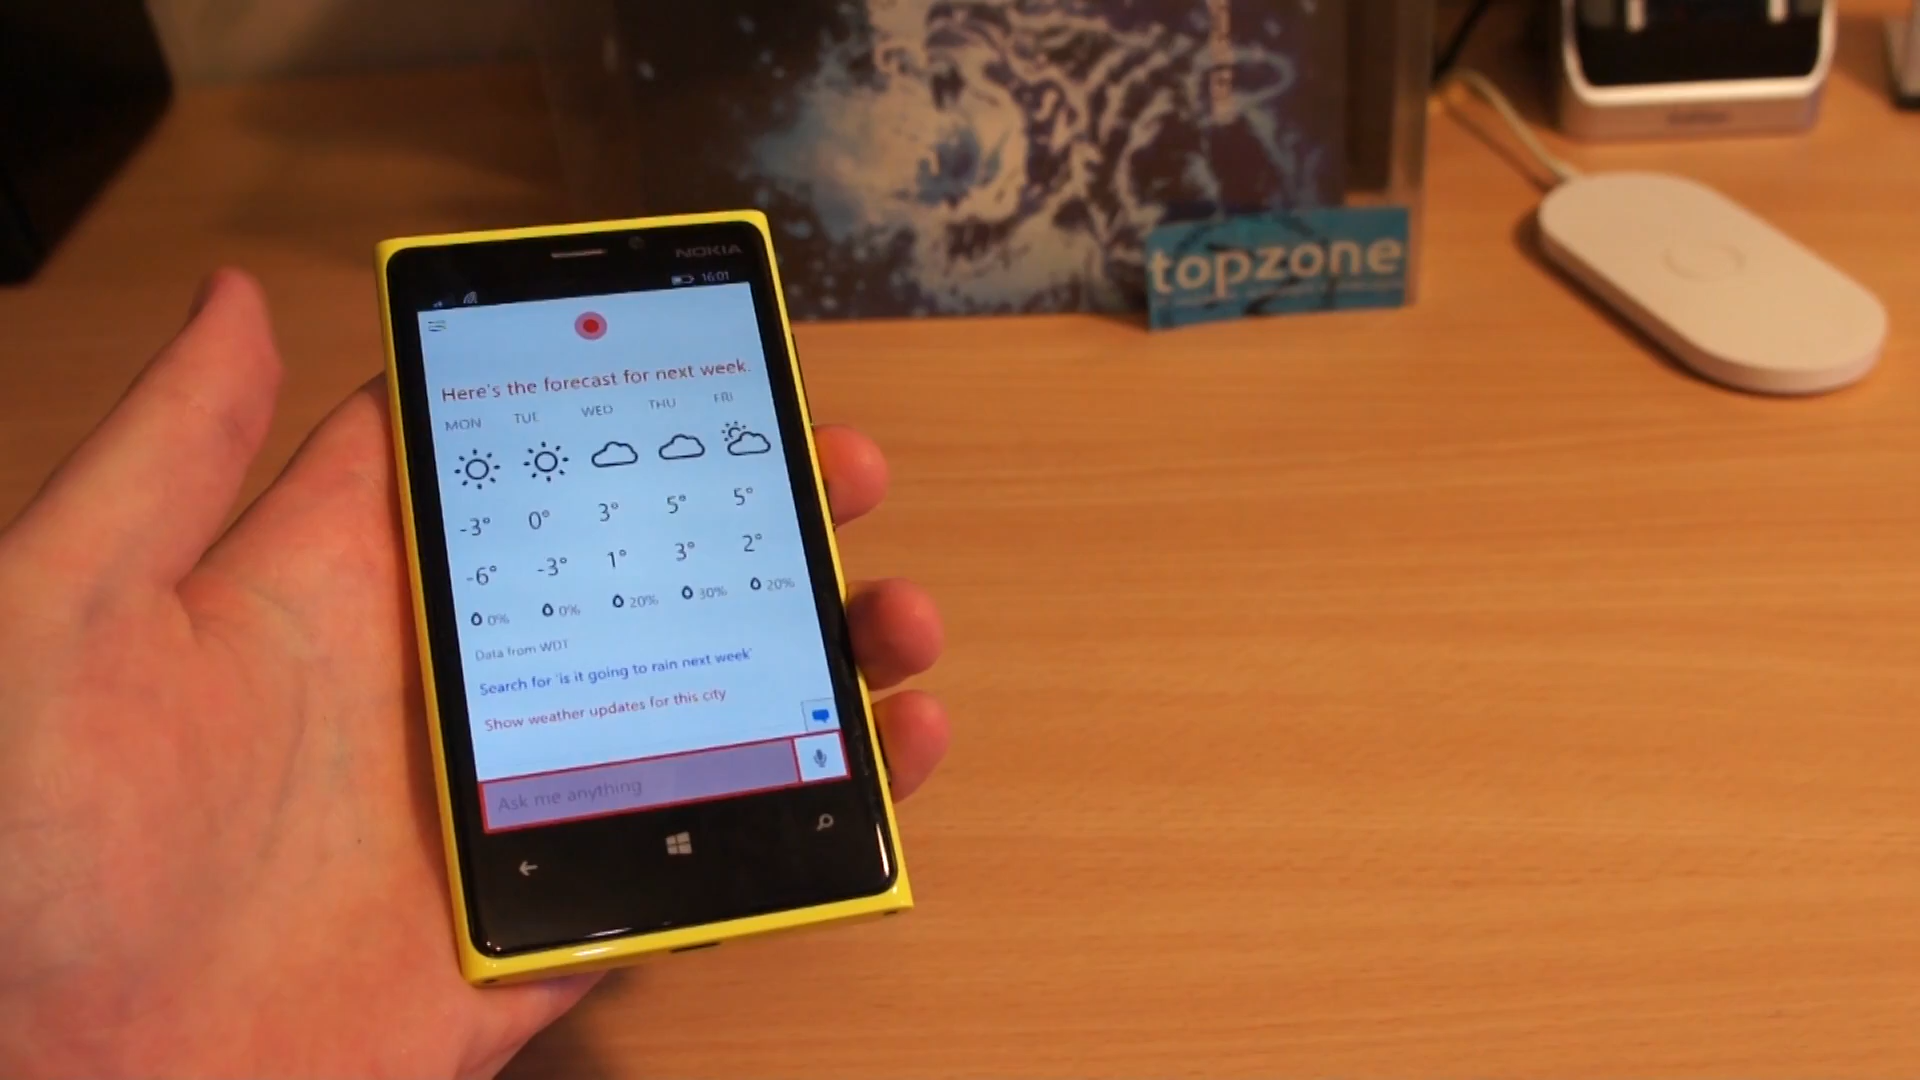 NOKIA
16:01
Here's the forecast for next week.
MON TUE WED THU FRI
-3° 0° 3° 5° 5°
-6° -3° 1° 3° 2°
0% 0% 20% 30% 20%
Data from WDT
Search for 'is it going to rain next week'
Show weather updates for this city
Ask me anything
topzone